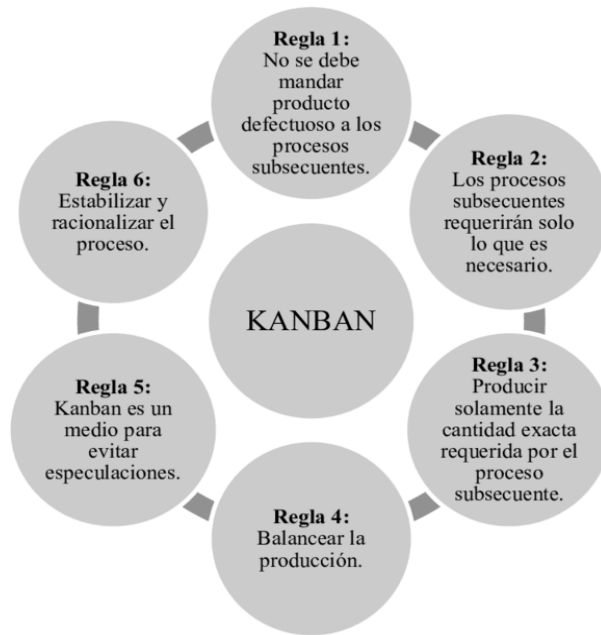 Regla 1:
No se debe
mandar
producto
defectuoso a los
procesos
subsecuentes.
Regla 2:
Los procesos
subsecuentes
requerirán solo
lo que es
necesario.
Regla 3:
Producir
solamente la
cantidad exacta
requerida por el
proceso
subsecuente.
Regla 4:
Balancear la
producción.
Regla 5:
Kanban es un
medio para
evitar
especulaciones.
Regla 6:
Estabilizar y
racionalizar el
proceso.
KANBAN